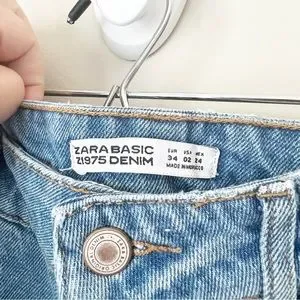 ZARA BASIC
Z1975 DENIM
EUR USA MEX
34 02 24
MADE IN MOROCCO